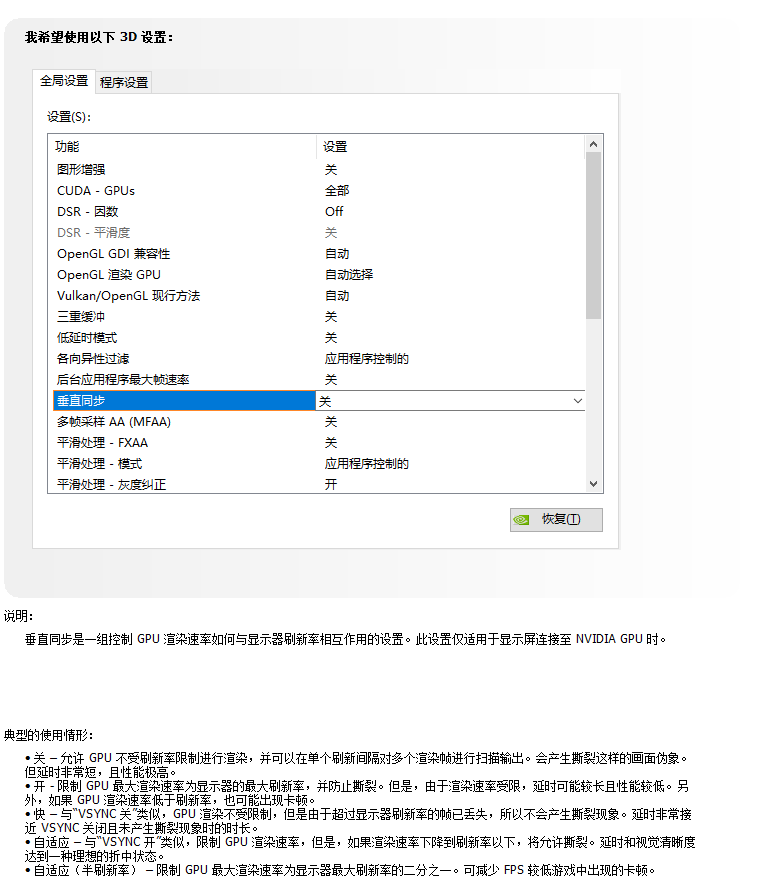 我希望使用以下 3D 设置：
全局设置 程序设置
设置(S):
功能 设置
图形增强 关
CUDA - GPUs 全部
DSR - 因数 Off
DSR - 平滑度 关
OpenGL GDI 兼容性 自动
OpenGL 渲染 GPU 自动选择
Vulkan/OpenGL 现行方法 自动
三重缓冲 关
低延时模式 关
各向异性过滤 应用程序控制的
后台应用程序最大帧速率 关
垂直同步 关
多帧采样 AA (MFAA) 关
平滑处理 - FXAA 关
平滑处理 - 模式 应用程序控制的
平滑处理 - 灰度纠正 开
恢复(T)
说明：
垂直同步是一组控制 GPU 渲染速率如何与显示器刷新率相互作用的设置。此设置仅适用于显示屏连接至 NVIDIA GPU 时。
典型的使用情形：
• 关 – 允许 GPU 不受刷新率限制进行渲染，并可以在单个刷新间隔对多个渲染帧进行扫描输出。会产生撕裂这样的画面伪象。
但延时非常短，且性能极高。
• 开 - 限制 GPU 最大渲染速率为显示器的最大刷新率，并防止撕裂。但是，由于渲染速率受限，延时可能较长且性能较低。另
外，如果 GPU 渲染速率低于刷新率，也可能出现卡顿。
• 快 – 与“VSYNC 关”类似，GPU 渲染不受限制，但是由于超过显示器刷新率的帧已丢失，所以不会产生撕裂现象。延时非常接
近 VSYNC 关闭且未产生撕裂现象时的时长。
• 自适应 – 与“VSYNC 开”类似，限制 GPU 渲染速率，但是，如果渲染速率下降到刷新率以下，将允许撕裂。延时和视觉清晰度
达到一种理想的折中状态。
• 自适应（半刷新率） – 限制 GPU 最大渲染速率为显示器最大刷新率的二分之一。可减少 FPS 较低游戏中出现的卡顿。